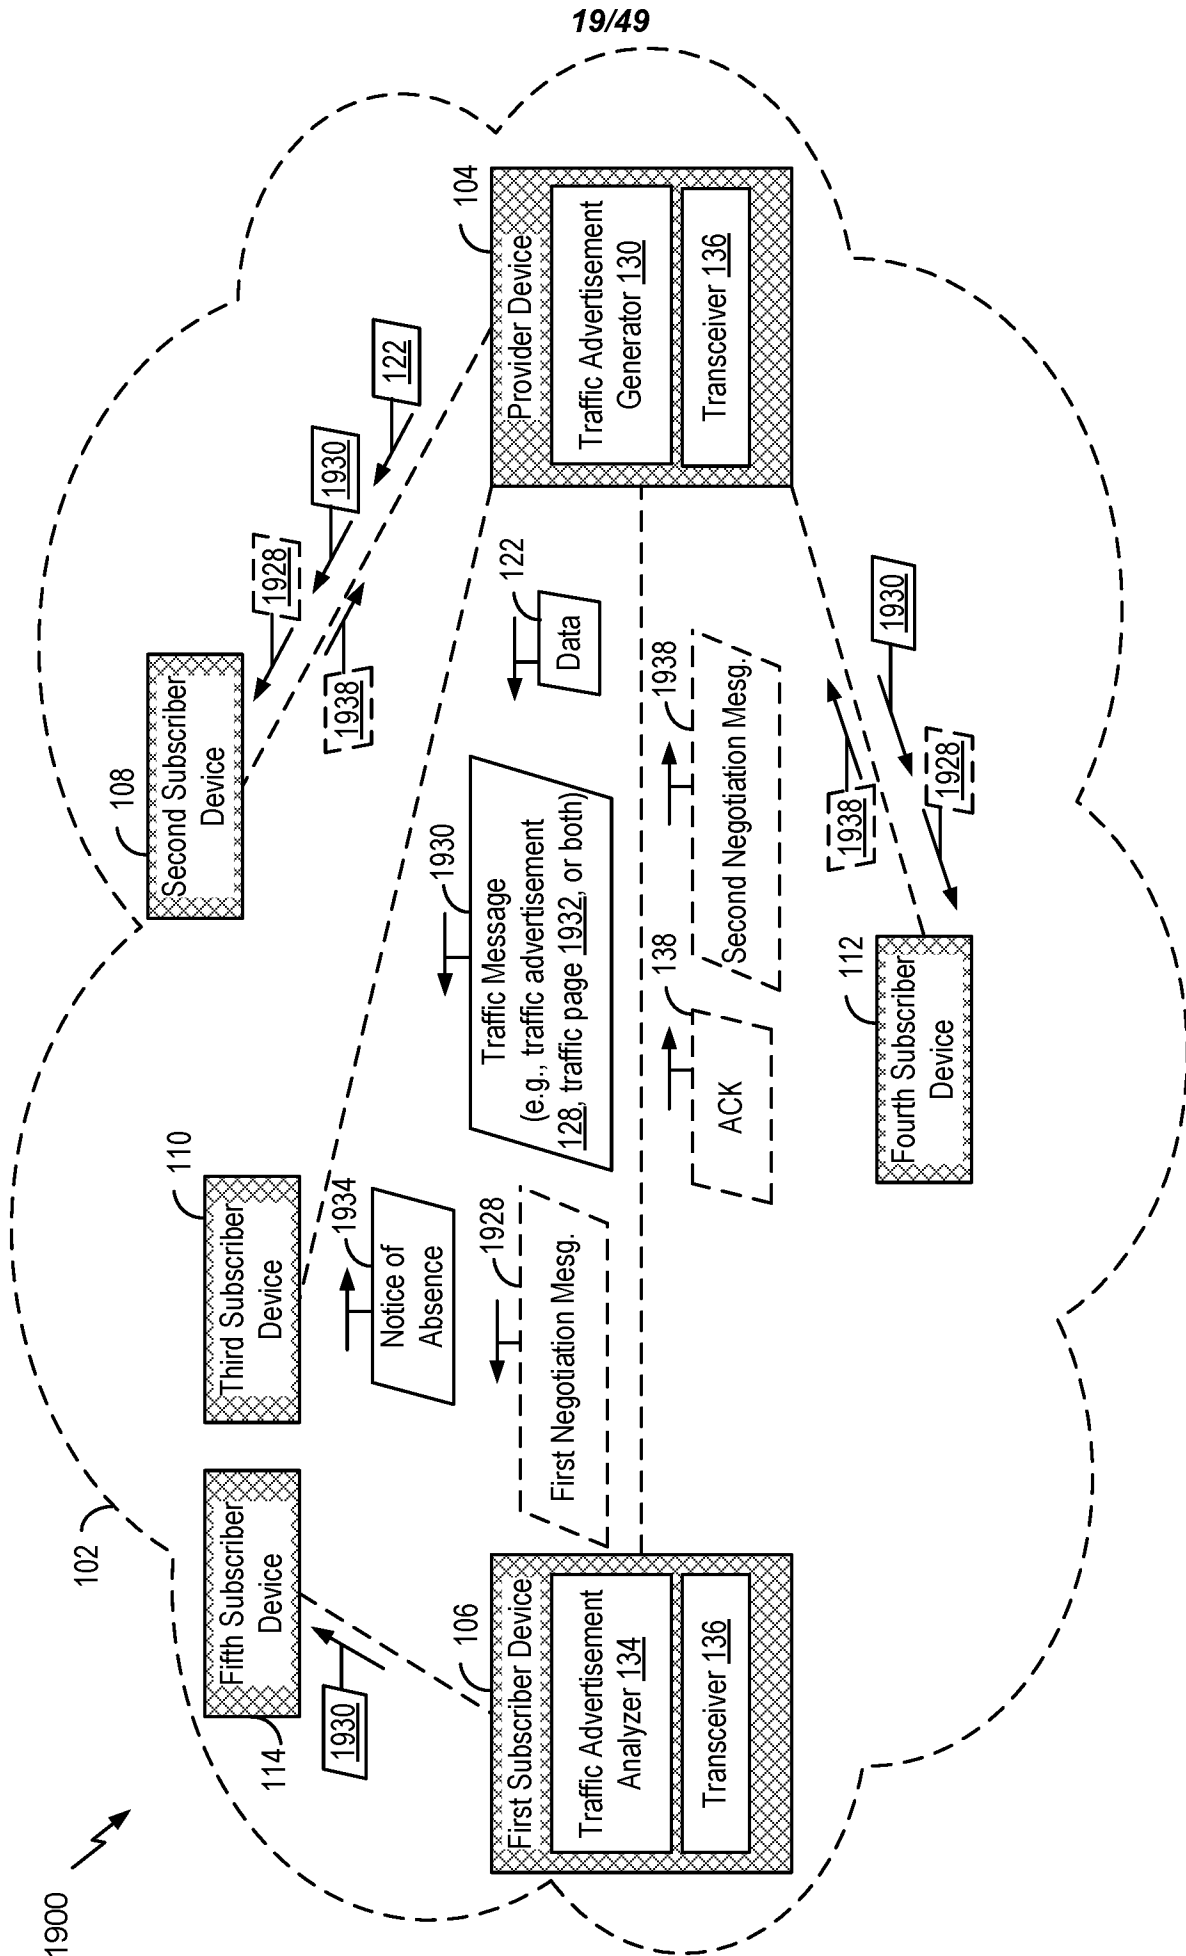 19/49
1900
102
114
Fifth Subscriber
Device
1930
110
Third Subscriber
Device
1934
Notice of
Absence
108
Second Subscriber
Device
1928
1938
1930
122
104
Provider Device
Traffic Advertisement
Generator 130
Transceiver 136
106
First Subscriber Device
Traffic Advertisement
Analyzer 134
Transceiver 136
1928
First Negotiation Mesg.
1930
Traffic Message
(e.g., traffic advertisement
128, traffic page 1932, or both)
122
Data
138
ACK
1938
Second Negotiation Mesg.
112
Fourth Subscriber
Device
1938
1928
1930